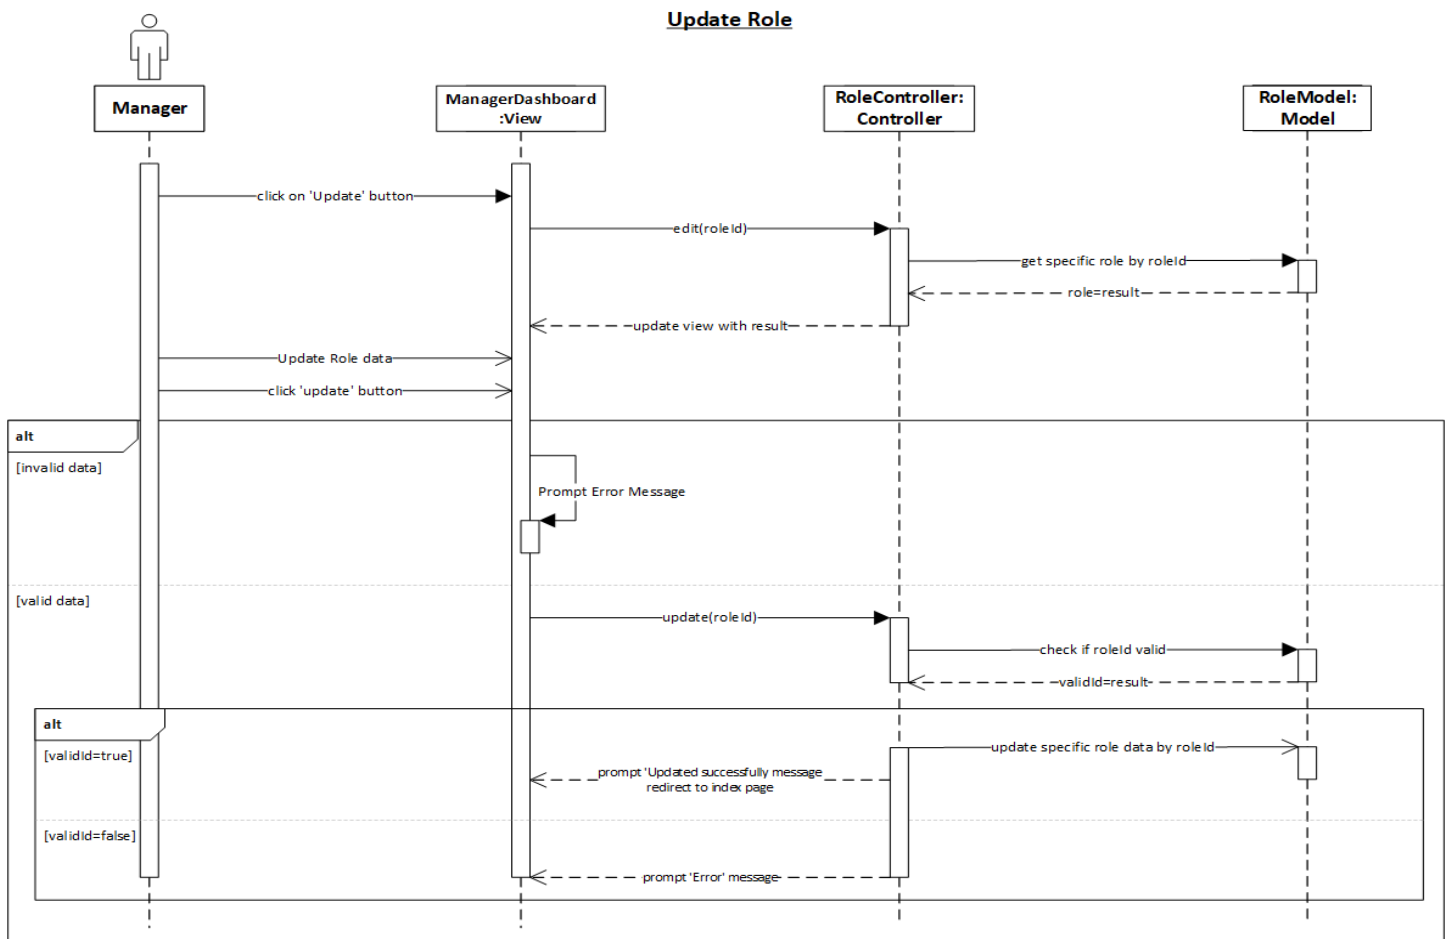 Update Role
Manager
ManagerDashboard
:View
RoleController:
Controller
RoleModel:
Model
click on 'Update' button
edit(roleId)
get specific role by roleId
role=result
update view with result
Update Role data
click 'update' button
alt
[invalid data]
Prompt Error Message
[valid data]
update(roleId)
check if roleId valid
validId=result
alt
[validId=true]
update specific role data by roleId
prompt 'Updated successfully message
redirect to index page
[validId=false]
prompt 'Error' message